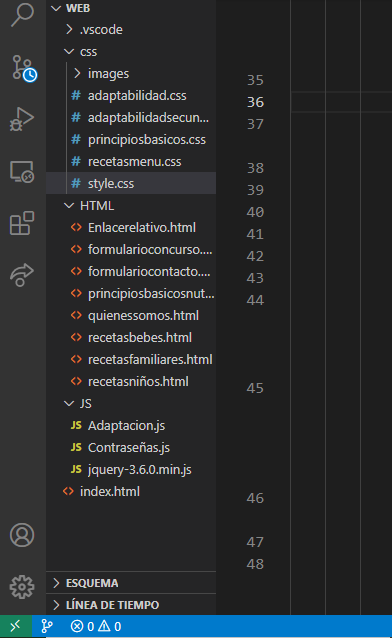 WEB
.vscode
css
images
# adaptabilidad.css
# adaptabilidadsecun...
# principiosbasicos.css
# recetasmenu.css
# style.css
HTML
<> Enlacerelativo.html
<> formularioconcurso....
<> formulariocontacto....
<> principiosbasicosnut...
<> quienessomos.html
<> recetasbebes.html
<> recetasfamiliares.html
<> recetasniños.html
JS
JS Adaptacion.js
JS Contraseñas.js
JS jquery-3.6.0.min.js
<> index.html
ESQUEMA
LÍNEA DE TIEMPO
0 0
35
36
37
38
39
40
41
42
43
44
45
46
47
48